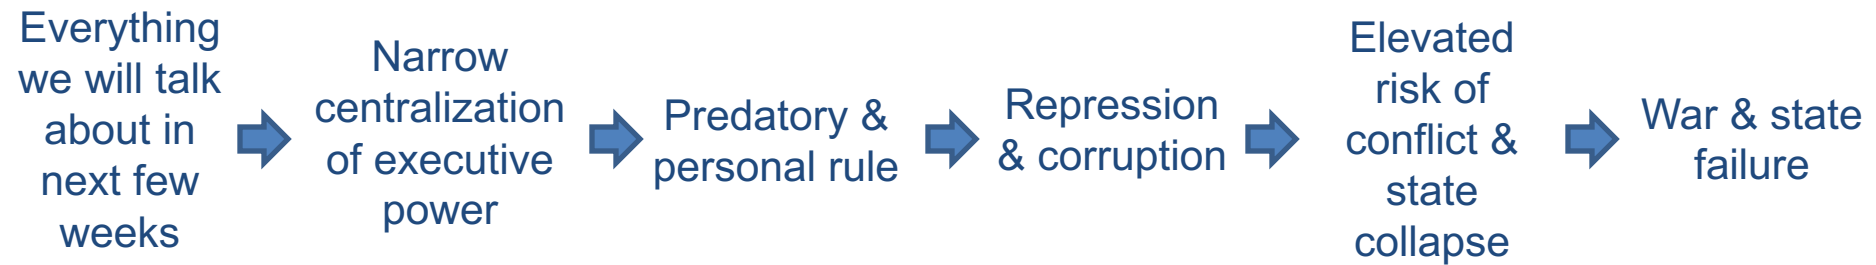 Everything
we will talk
about in
next few
weeks
Narrow
centralization
of executive
power
Predatory &
personal rule
Repression
& corruption
Elevated
risk of
conflict &
state
collapse
War & state
failure